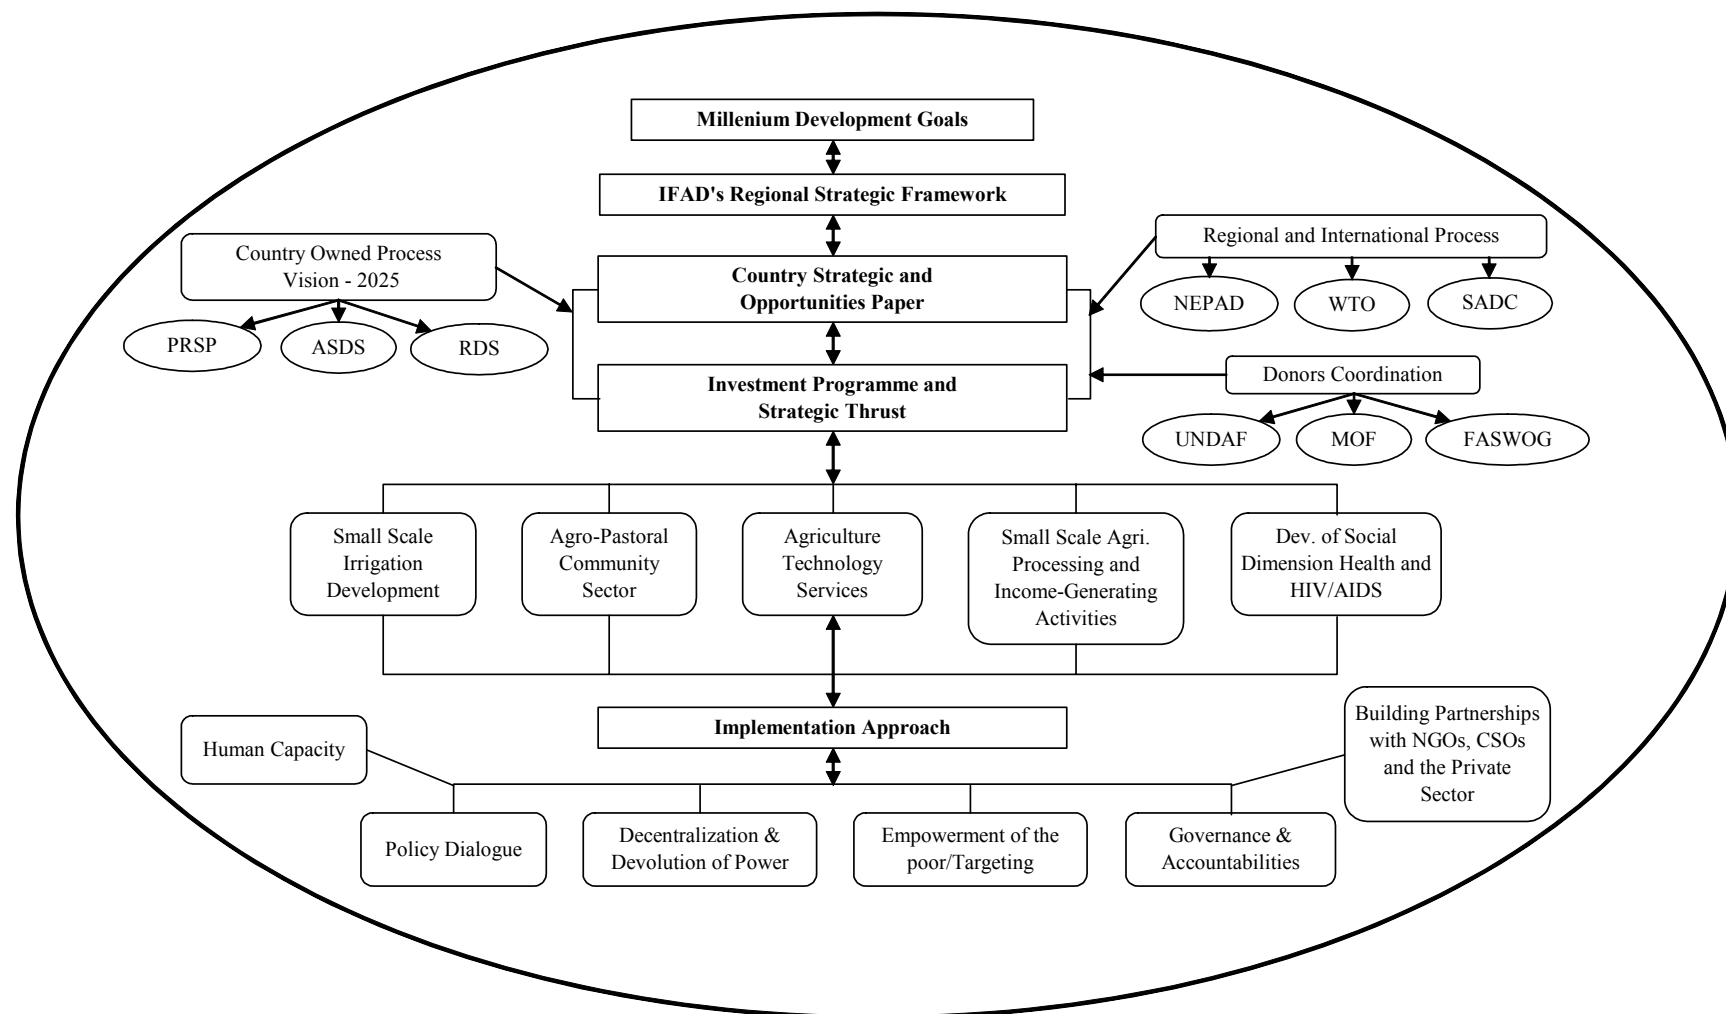 Millenium Development Goals
IFAD's Regional Strategic Framework
Country Owned Process
Vision - 2025
Regional and International Process
Country Strategic and
Opportunities Paper
NEPAD
WTO
SADC
PRSP
ASDS
RDS
Investment Programme and
Strategic Thrust
Donors Coordination
UNDAF
MOF
FASWOG
Small Scale
Irrigation
Development
Agro-Pastoral
Community
Sector
Agriculture
Technology
Services
Small Scale Agri.
Processing and
Income-Generating
Activities
Dev. of Social
Dimension Health and
HIV/AIDS
Implementation Approach
Human Capacity
Building Partnerships
with NGOs, CSOs
and the Private
Sector
Policy Dialogue
Decentralization &
Devolution of Power
Empowerment of the
poor/Targeting
Governance &
Accountabilities